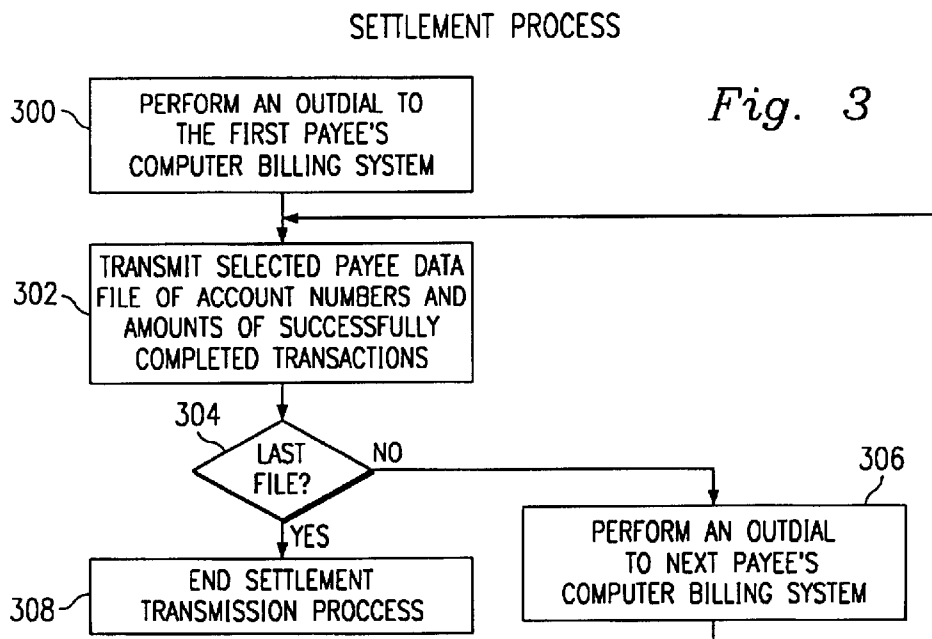 SETTLEMENT PROCESS
Fig. 3
300
PERFORM AN OUTDIAL TO
THE FIRST PAYEE'S
COMPUTER BILLING SYSTEM
302
TRANSMIT SELECTED PAYEE DATA
FILE OF ACCOUNT NUMBERS AND
AMOUNTS OF SUCCESSFULLY
COMPLETED TRANSACTIONS
304
LAST
FILE?
NO
YES
306
PERFORM AN OUTDIAL
TO NEXT PAYEE'S
COMPUTER BILLING SYSTEM
308
END SETTLEMENT
TRANSMISSION PROCCESS